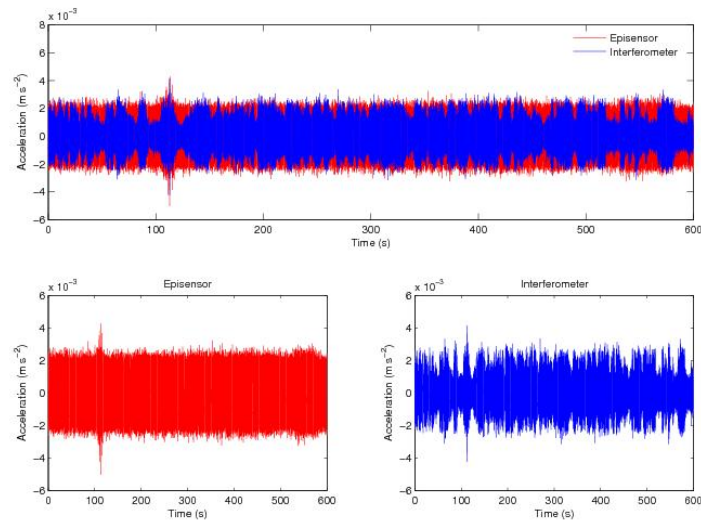 x 10⁻³
8
6
4
2
0
−2
−4
−6
Acceleration (m s⁻²)
Episensor
Interferometer
0 100 200 300 400 500 600
Time (s)
Episensor
x 10⁻³
6
4
2
0
−2
−4
−6
Acceleration (m s⁻²)
0 100 200 300 400 500 600
Time (s)
Interferometer
x 10⁻³
6
4
2
0
−2
−4
−6
Acceleration (m s⁻²)
0 100 200 300 400 500 600
Time (s)